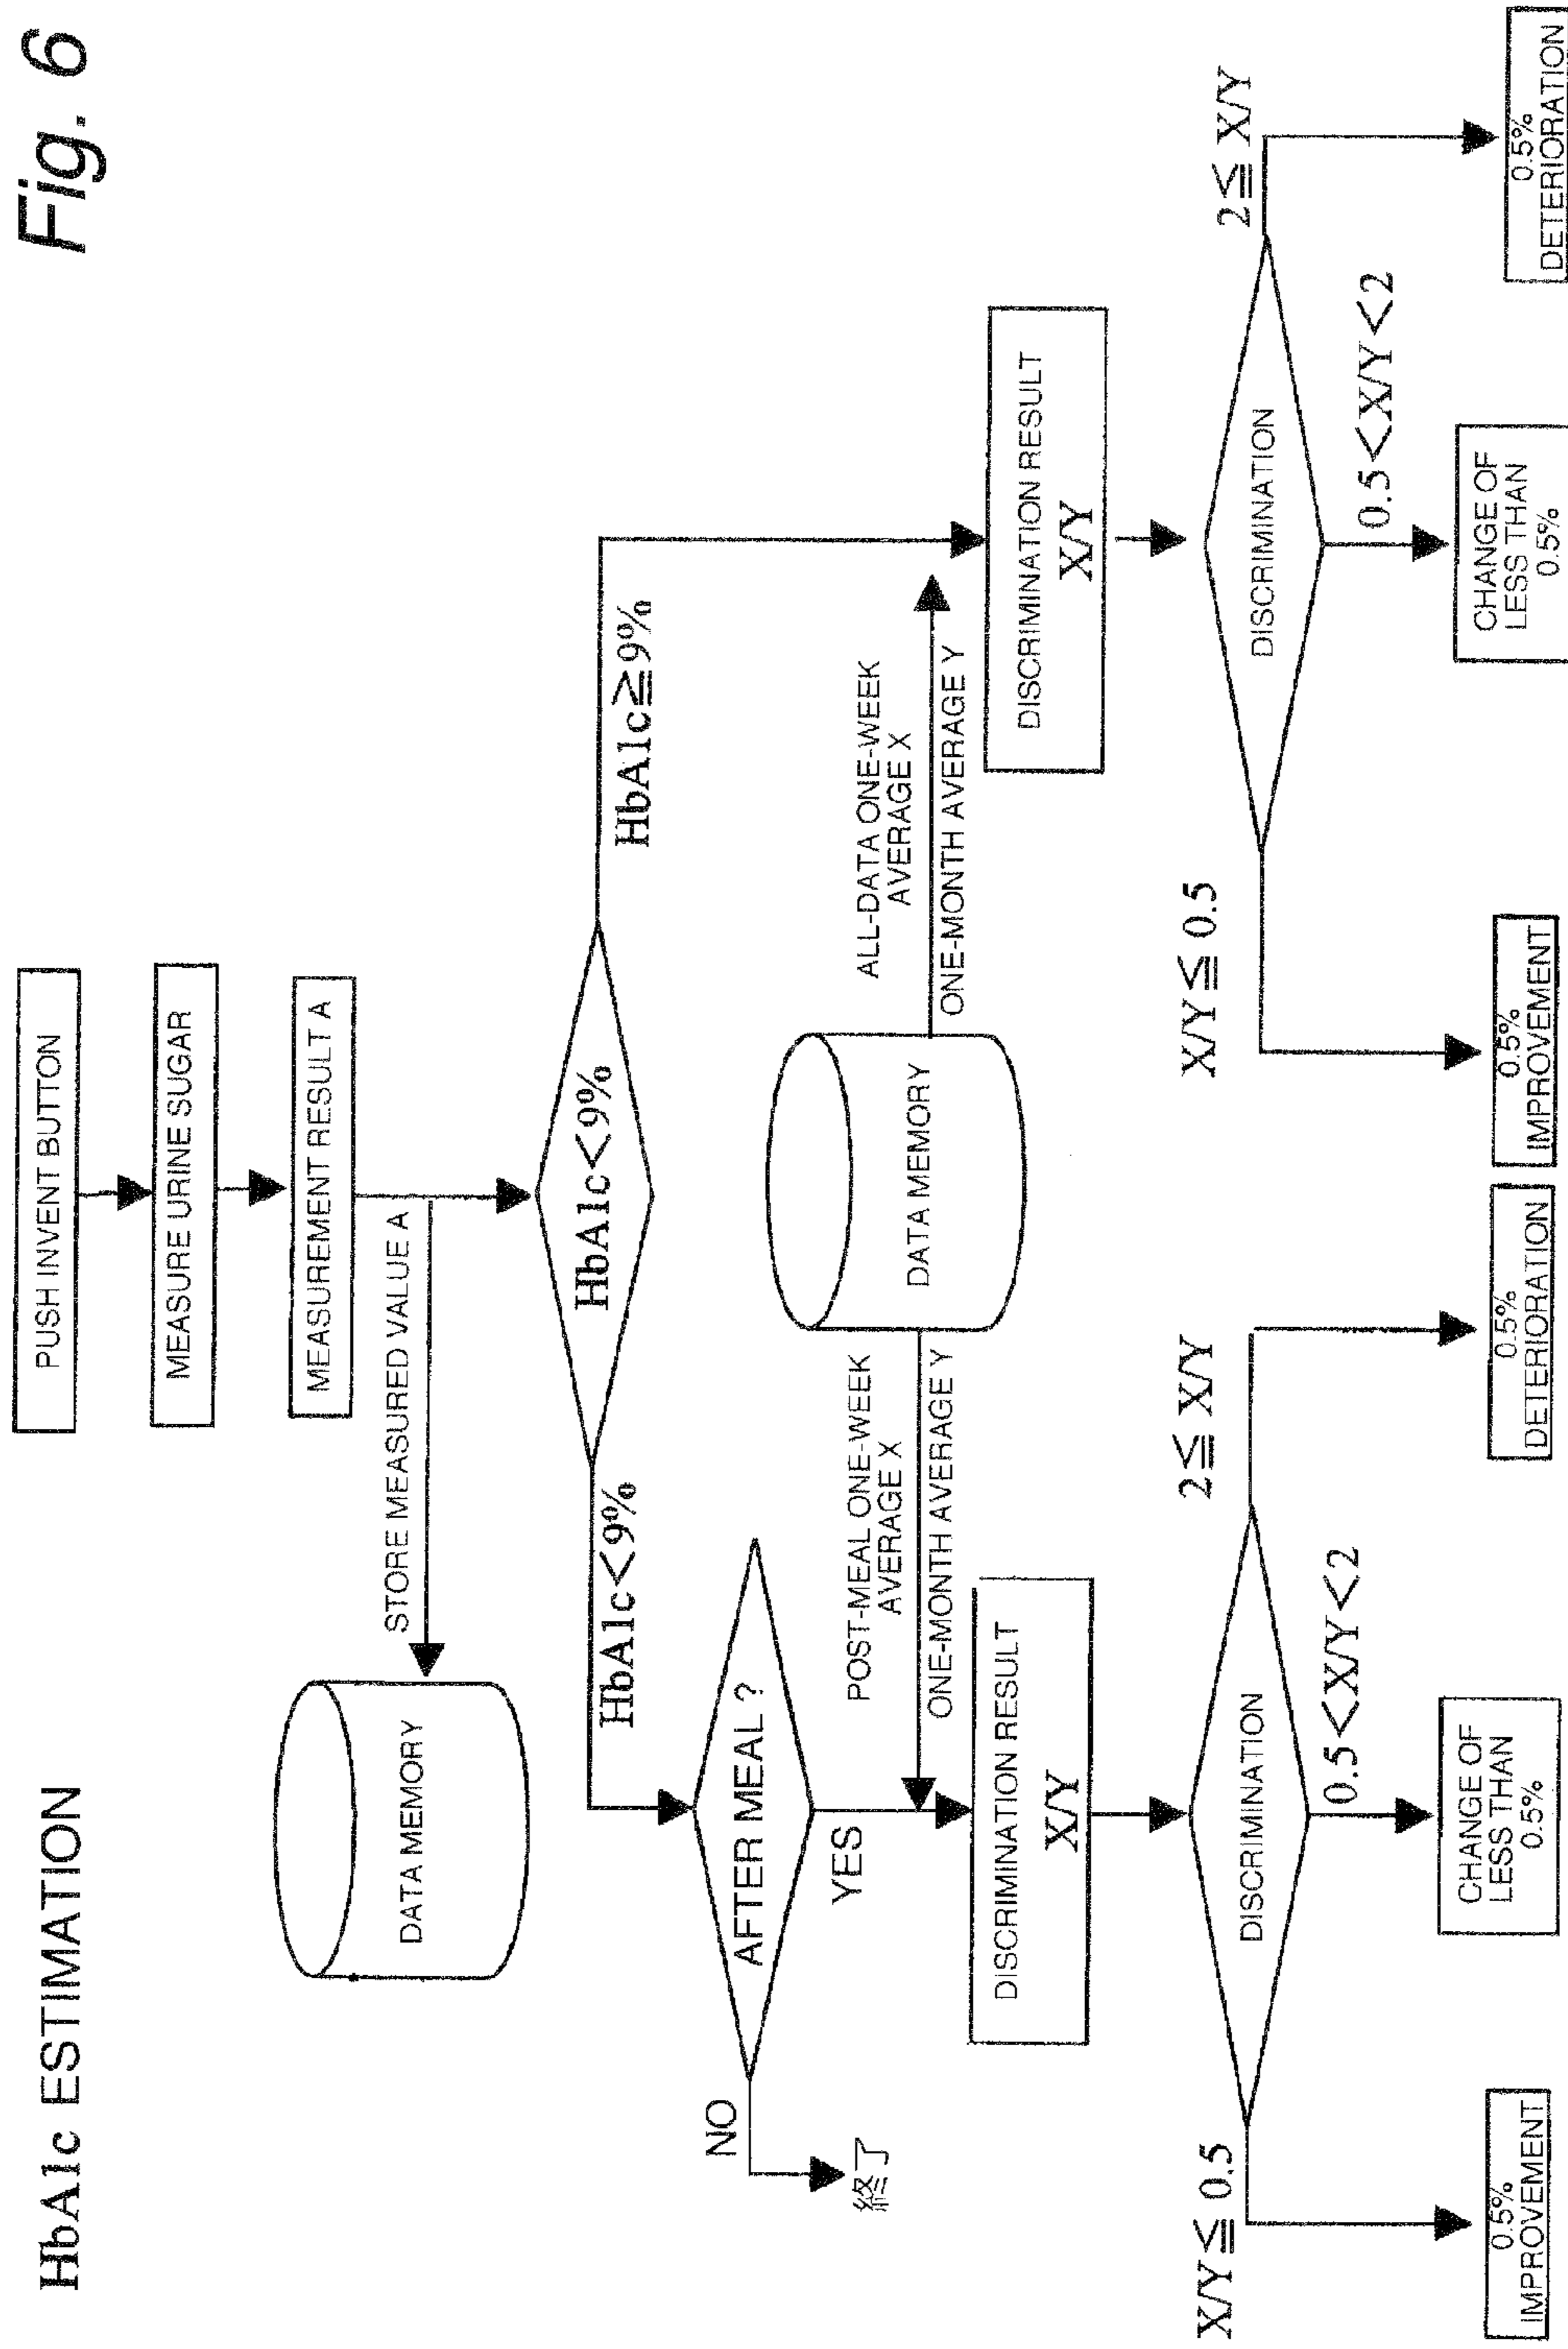 Fig. 6
HbA1c ESTIMATION
PUSH INVENT BUTTON
MEASURE URINE SUGAR
MEASUREMENT RESULT A
STORE MEASURED VALUE A
DATA MEMORY
HbA1c<9%
HbA1c<9%
HbA1c≧9%
AFTER MEAL ?
NO
終了
YES
DATA MEMORY
POST-MEAL ONE-WEEK
AVERAGE X
ONE-MONTH AVERAGE Y
ALL-DATA ONE-WEEK
AVERAGE X
ONE-MONTH AVERAGE Y
DISCRIMINATION RESULT
X/Y
DISCRIMINATION RESULT
X/Y
DISCRIMINATION
X/Y≦0.5
0.5<X/Y<2
2≦X/Y
DISCRIMINATION
X/Y≦0.5
0.5<X/Y<2
2≦X/Y
0.5%
IMPROVEMENT
CHANGE OF
LESS THAN
0.5%
0.5%
DETERIORATION
0.5%
IMPROVEMENT
CHANGE OF
LESS THAN
0.5%
0.5%
DETERIORATION